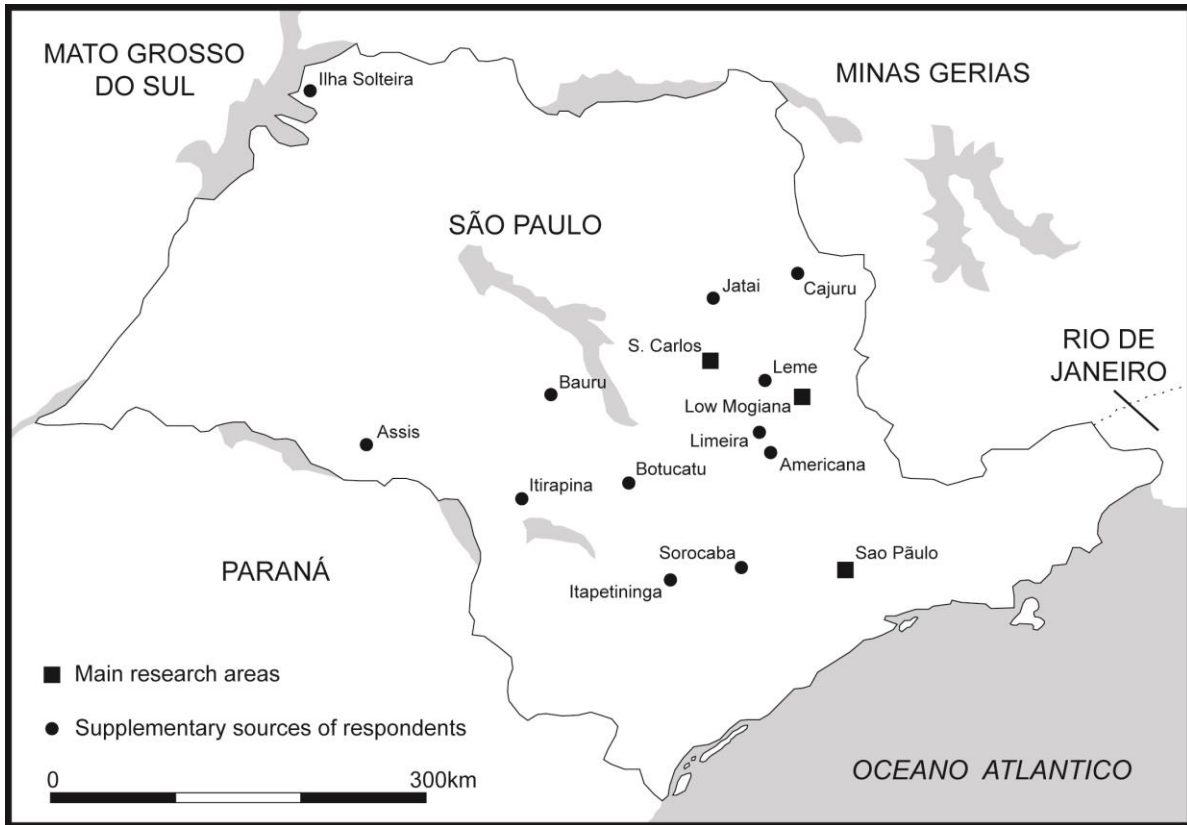 MATO GROSSO
DO SUL
Ilha Solteira
MINAS GERIAS
SÃO PAULO
Jatai
Cajuru
S. Carlos
Leme
RIO DE
JANEIRO
Bauru
Low Mogiana
Assis
Limeira
Americana
Botucatu
Itirapina
Sorocaba
Sao Pãulo
PARANÁ
Itapetininga
Main research areas
Supplementary sources of respondents
0 300km
OCEANO ATLANTICO